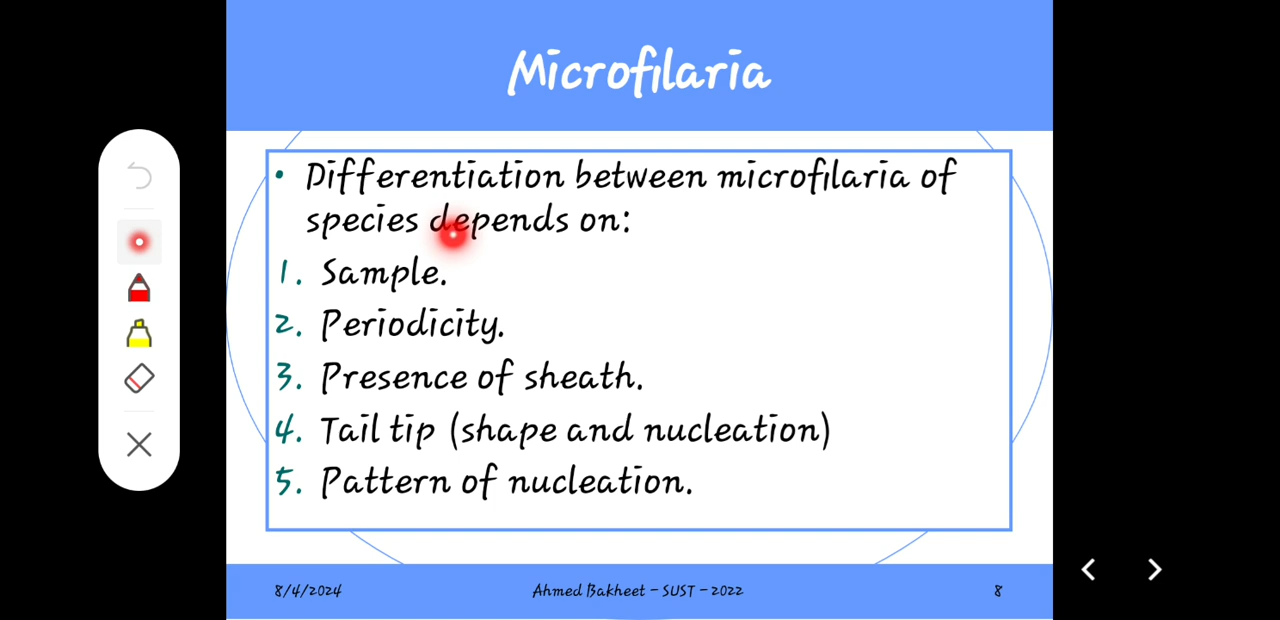 Microfilaria
• Differentiation between microfilaria of
species depends on:
1. Sample.
2. Periodicity.
3. Presence of sheath.
4. Tail tip (shape and nucleation)
5. Pattern of nucleation.
8/4/2024
Ahmed Bakheet – SUST – 2022
8